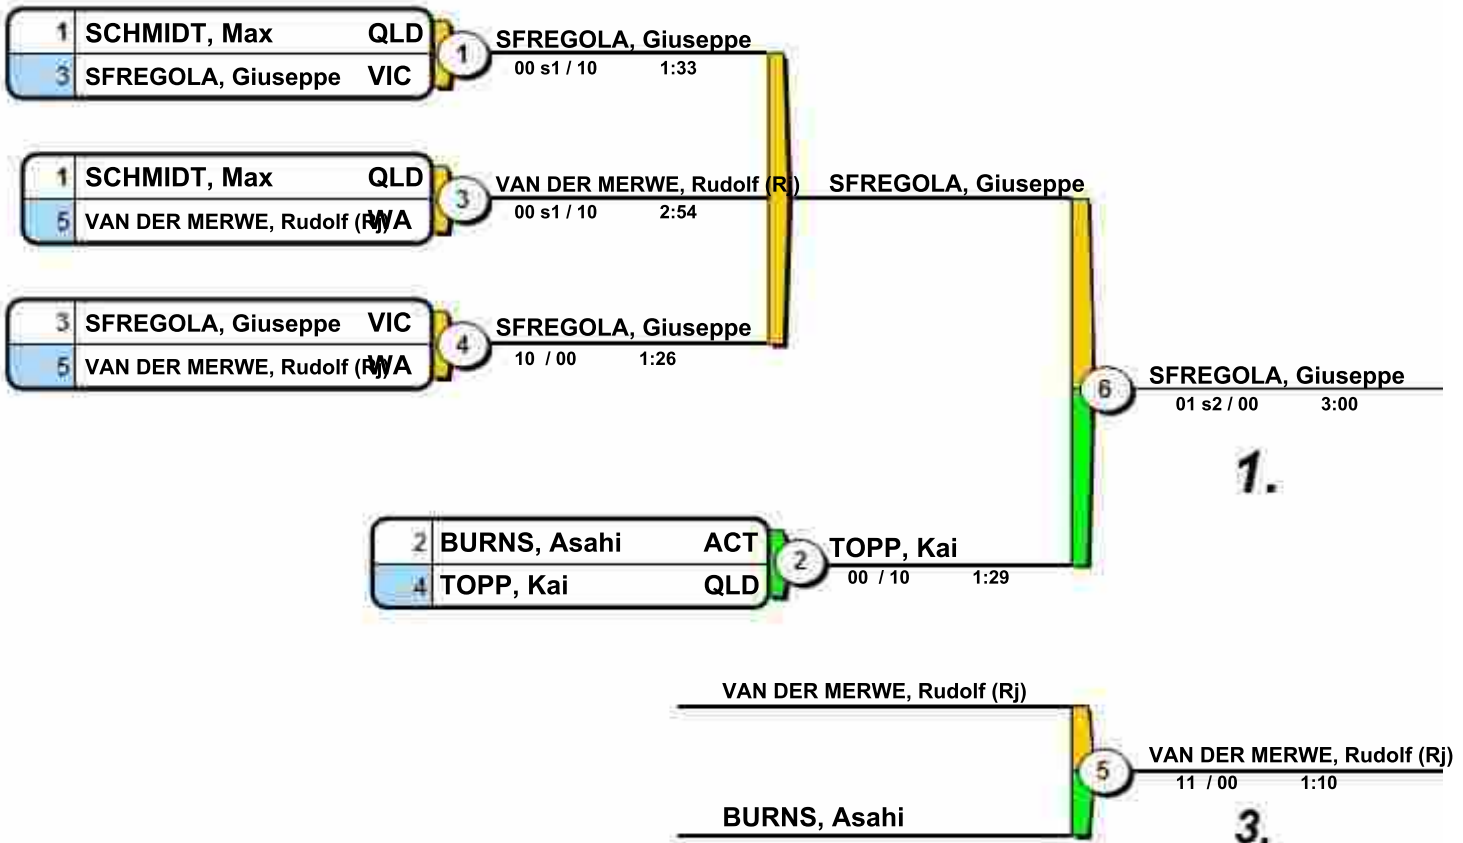 1 SCHMIDT, Max QLD
3 SFREGOLA, Giuseppe VIC
1 SFREGOLA, Giuseppe
00 s1 / 10 1:33
1 SCHMIDT, Max QLD
5 VAN DER MERWE, Rudolf (Rj) WA
3 VAN DER MERWE, Rudolf (Rj)
00 s1 / 10 2:54
SFREGOLA, Giuseppe
3 SFREGOLA, Giuseppe VIC
5 VAN DER MERWE, Rudolf (Rj) WA
4 SFREGOLA, Giuseppe
10 / 00 1:26
6 SFREGOLA, Giuseppe
01 s2 / 00 3:00
1.
2 BURNS, Asahi ACT
4 TOPP, Kai QLD
2 TOPP, Kai
00 / 10 1:29
VAN DER MERWE, Rudolf (Rj)
BURNS, Asahi
5 VAN DER MERWE, Rudolf (Rj)
11 / 00 1:10
3.